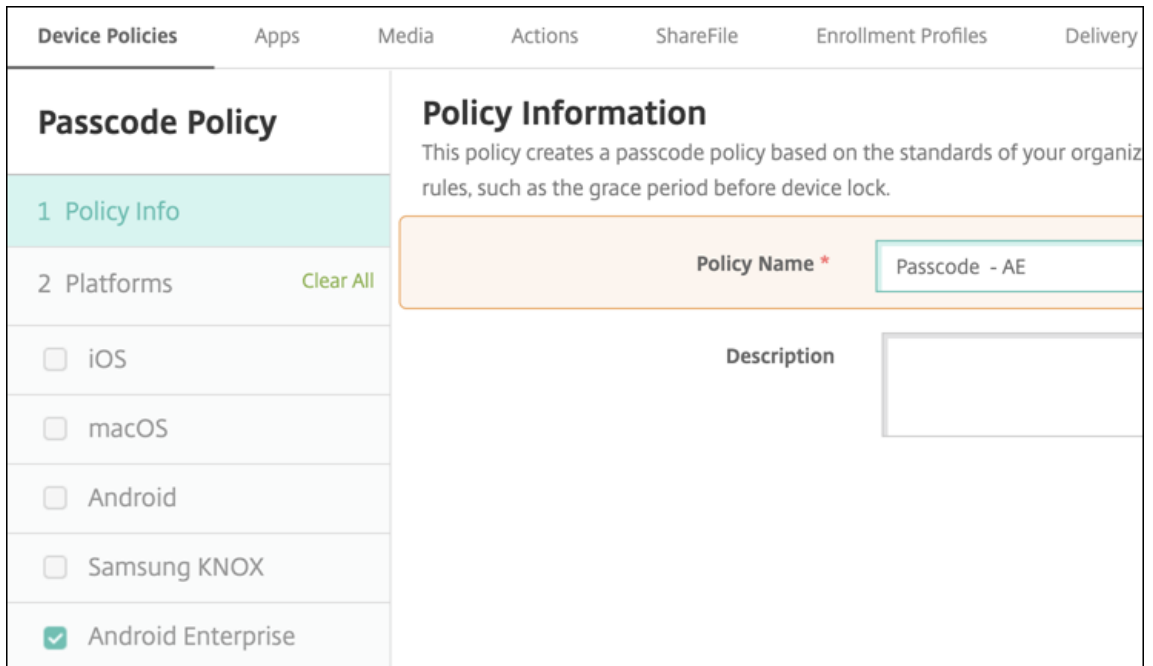 Device Policies Apps Media Actions ShareFile Enrollment Profiles Delivery
Passcode Policy
1 Policy Info
2 Platforms Clear All
iOS
macOS
Android
Samsung KNOX
Android Enterprise
Policy Information
This policy creates a passcode policy based on the standards of your organiz
rules, such as the grace period before device lock.
Policy Name * Passcode - AE
Description